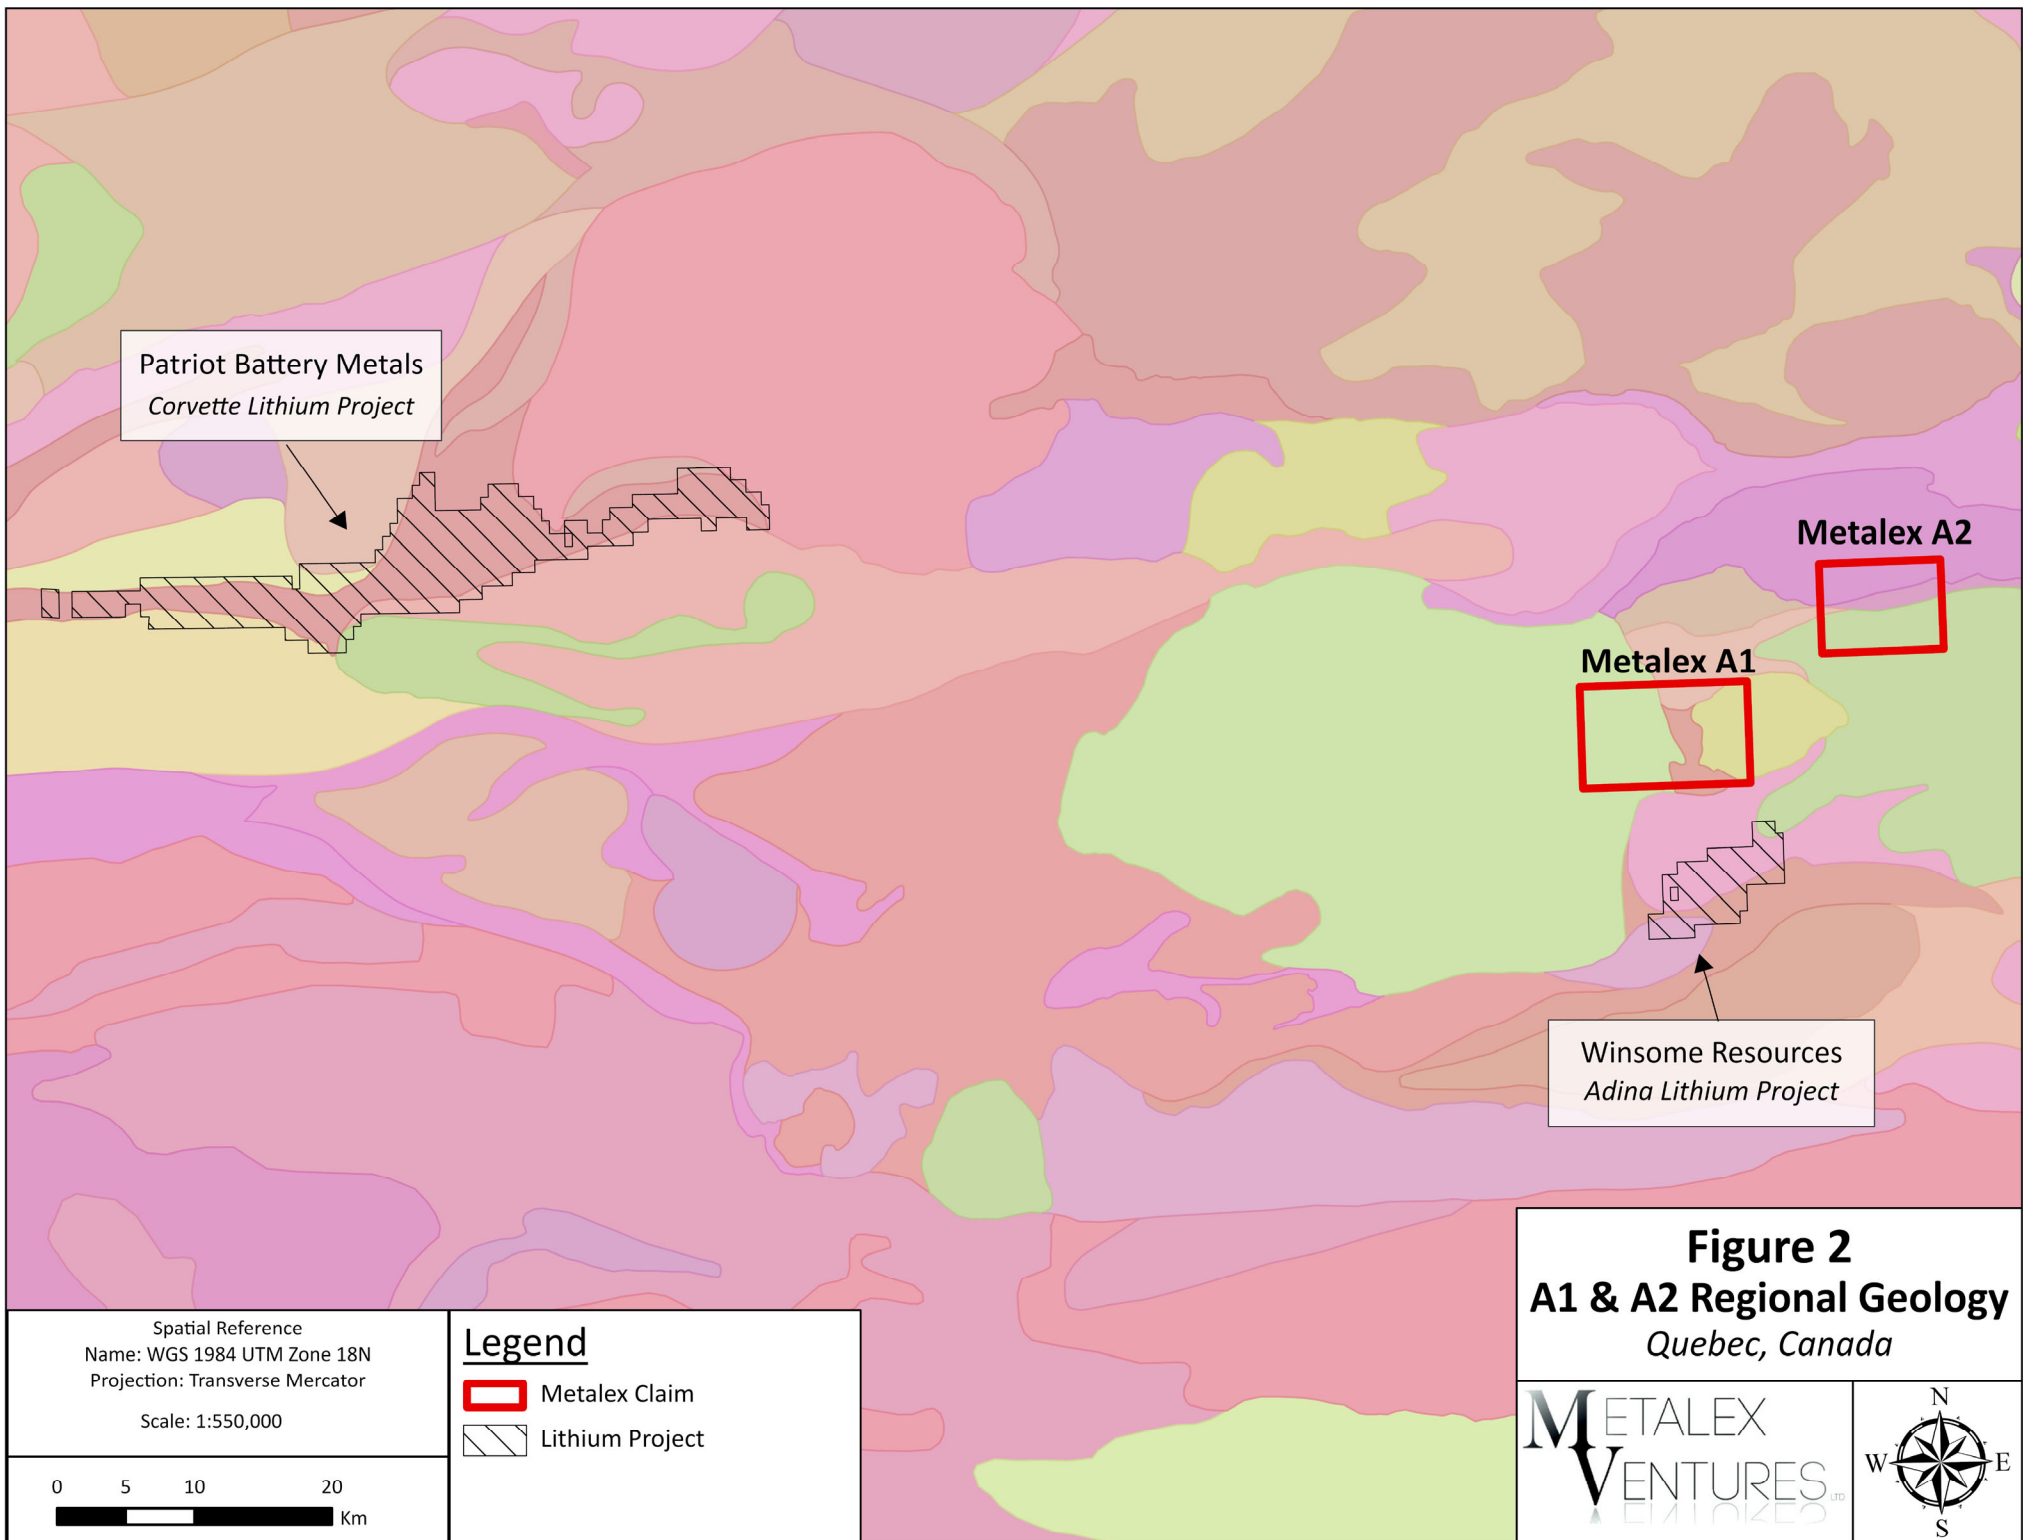 Patriot Battery Metals
Corvette Lithium Project
Metalex A2
Metalex A1
Winsome Resources
Adina Lithium Project
Figure 2
A1 & A2 Regional Geology
Quebec, Canada
Spatial Reference
Name: WGS 1984 UTM Zone 18N
Projection: Transverse Mercator
Scale: 1:550,000
0 5 10 20
Km
Legend
Metalex Claim
Lithium Project
METALEX
VENTURES LTD
N
W E
S